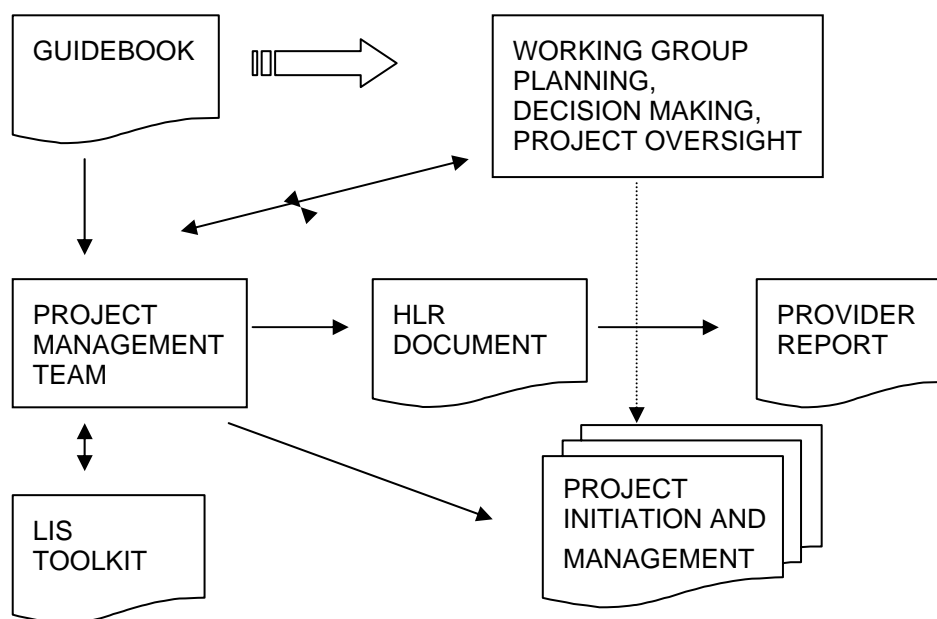 GUIDEBOOK
WORKING GROUP
PLANNING,
DECISION MAKING,
PROJECT OVERSIGHT
PROJECT
MANAGEMENT
TEAM
HLR
DOCUMENT
PROVIDER
REPORT
LIS
TOOLKIT
PROJECT
INITIATION AND
MANAGEMENT